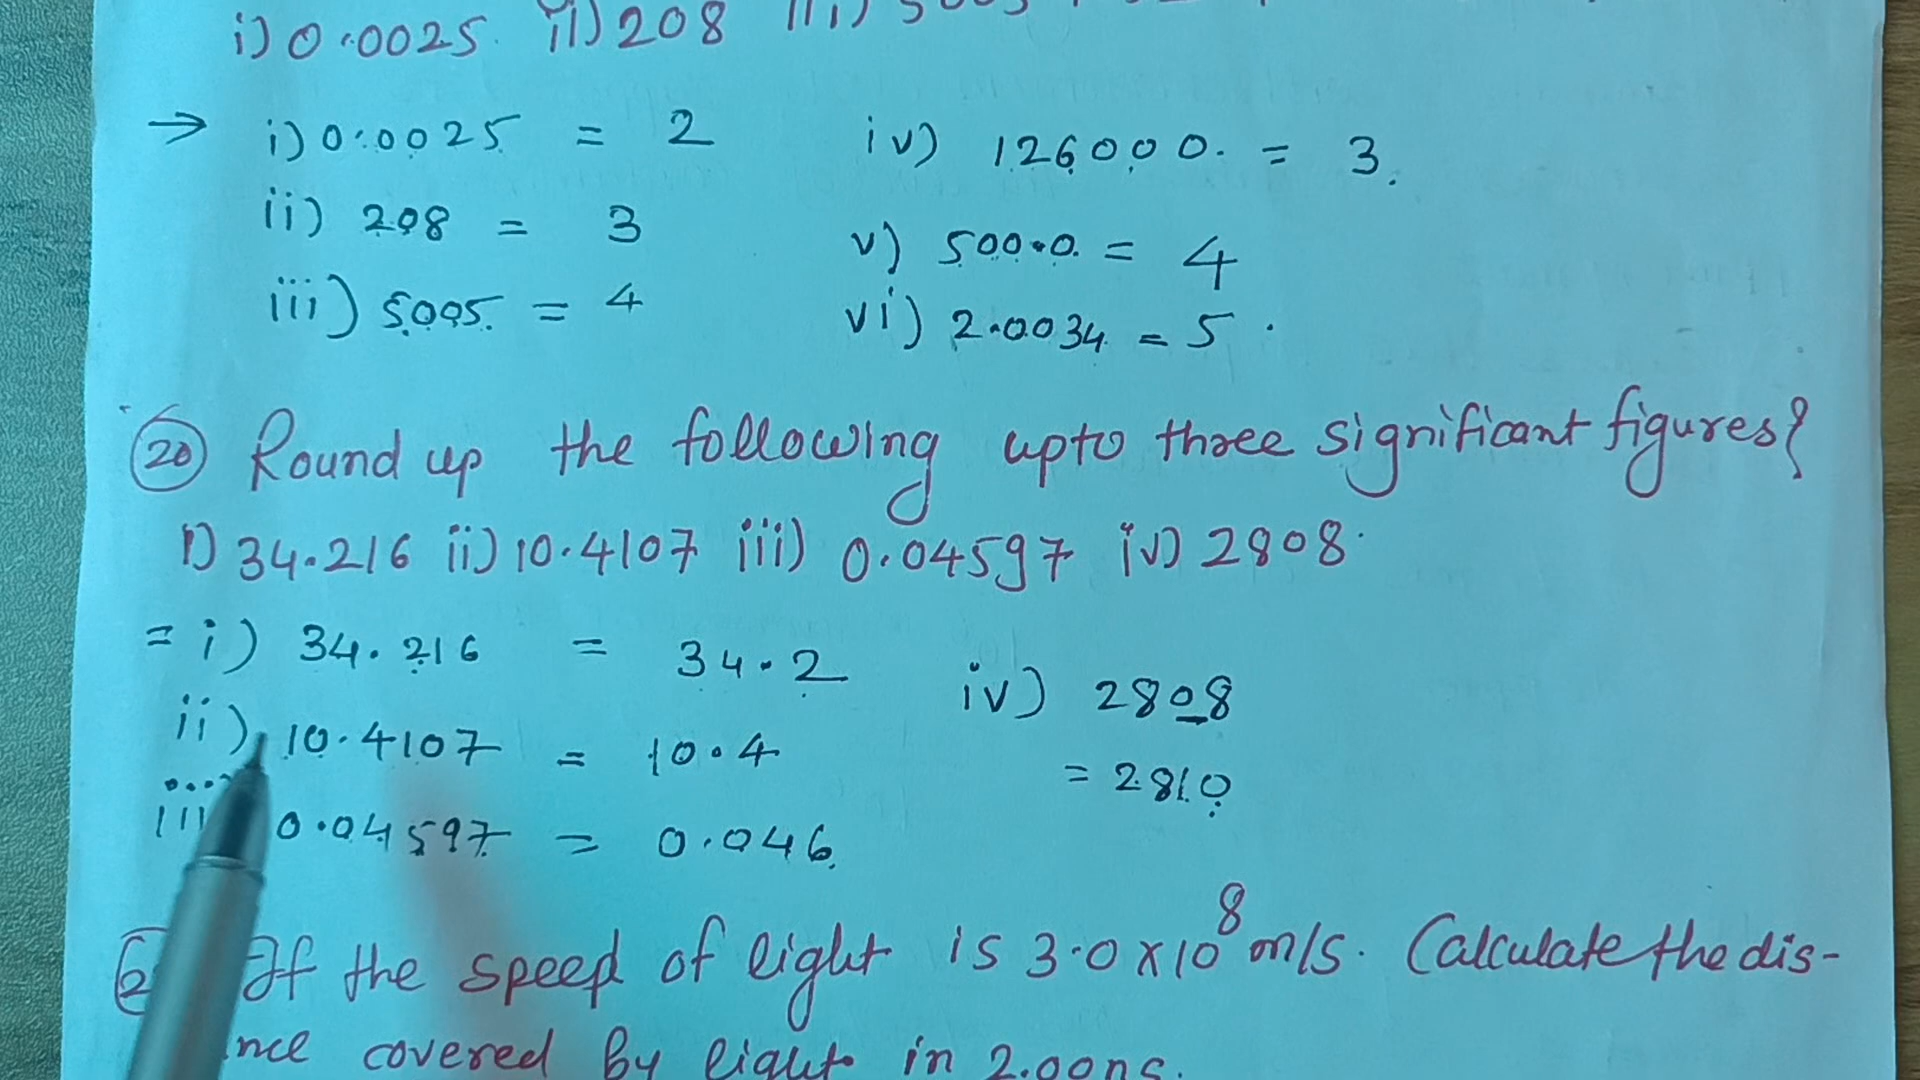 i) 0.0025 ii) 208 iii) 5005
→ i) 0.0025 = 2
ii) 208 = 3
iii) 5005 = 4
iv) 126000. = 3.
v) 500.0 = 4
vi) 2.0034 = 5.
20 Round up the following upto three significant figures?
i) 34.216 ii) 10.4107 iii) 0.04597 iv) 2808.
= i) 34.216 = 34.2
ii) 10.4107 = 10.4
iii 0.04597 = 0.046
iv) 2808
= 2810
If the speed of light is 3.0 x 10^8 m/s. Calculate the dis-
nce covered by light in 2.00ns.